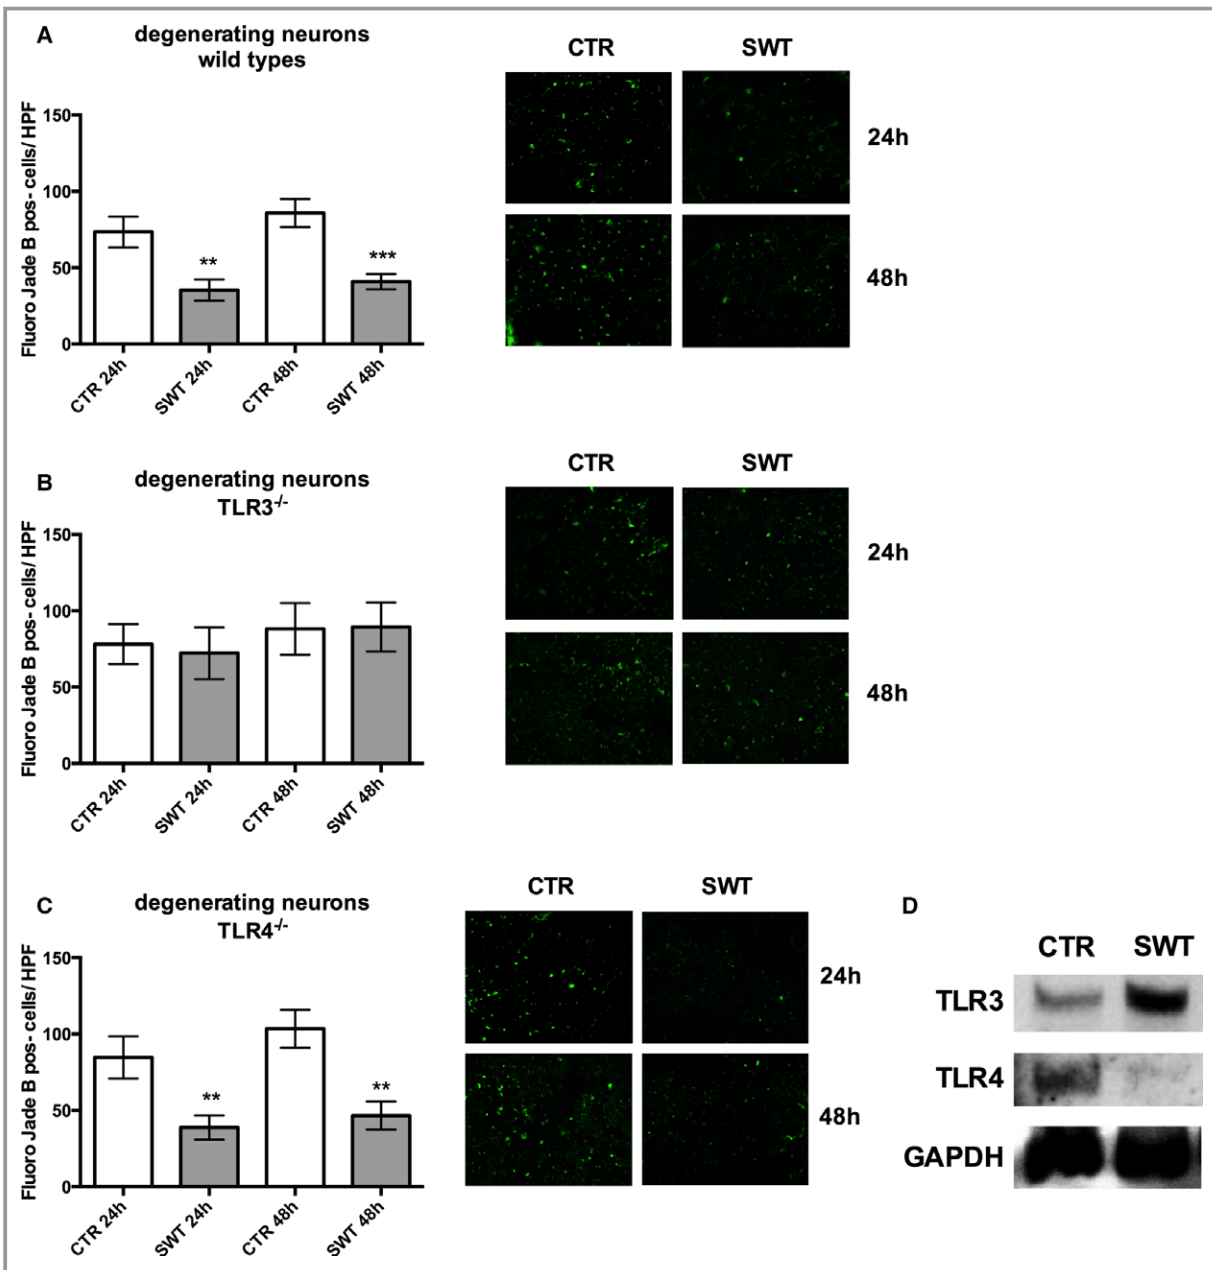 A
degenerating neurons
wild types
Fluoro Jade B pos- cells/ HPF
150
100
50
0
**
***
CTR 24h
SWT 24h
CTR 48h
SWT 48h
CTR SWT
24h
48h
B
degenerating neurons
TLR3-/-
Fluoro Jade B pos- cells/ HPF
150
100
50
0
CTR 24h
SWT 24h
CTR 48h
SWT 48h
CTR SWT
24h
48h
C
degenerating neurons
TLR4-/-
Fluoro Jade B pos- cells/ HPF
150
100
50
0
**
**
CTR 24h
SWT 24h
CTR 48h
SWT 48h
CTR SWT
24h
48h
D
CTR SWT
TLR3
TLR4
GAPDH